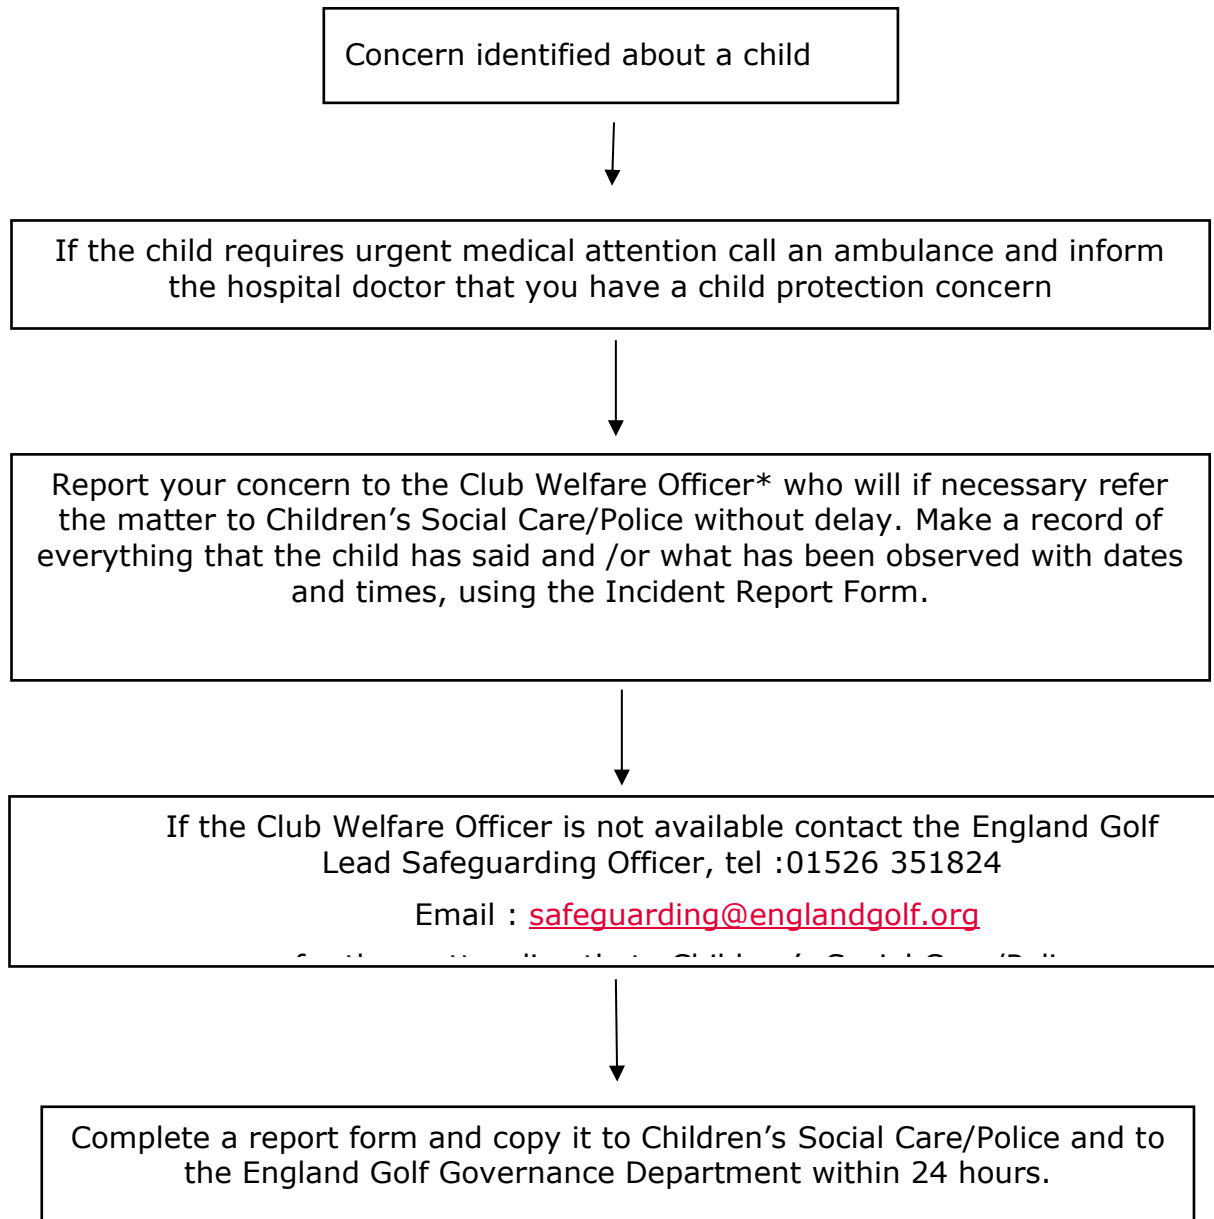 Concern identified about a child
If the child requires urgent medical attention call an ambulance and inform
the hospital doctor that you have a child protection concern
Report your concern to the Club Welfare Officer* who will if necessary refer
the matter to Children’s Social Care/Police without delay. Make a record of
everything that the child has said and /or what has been observed with dates
and times, using the Incident Report Form.
If the Club Welfare Officer is not available contact the England Golf
Lead Safeguarding Officer, tel :01526 351824
Email : safeguarding@englandgolf.org
Children’s Social Care/
Complete a report form and copy it to Children’s Social Care/Police and to
the England Golf Governance Department within 24 hours.